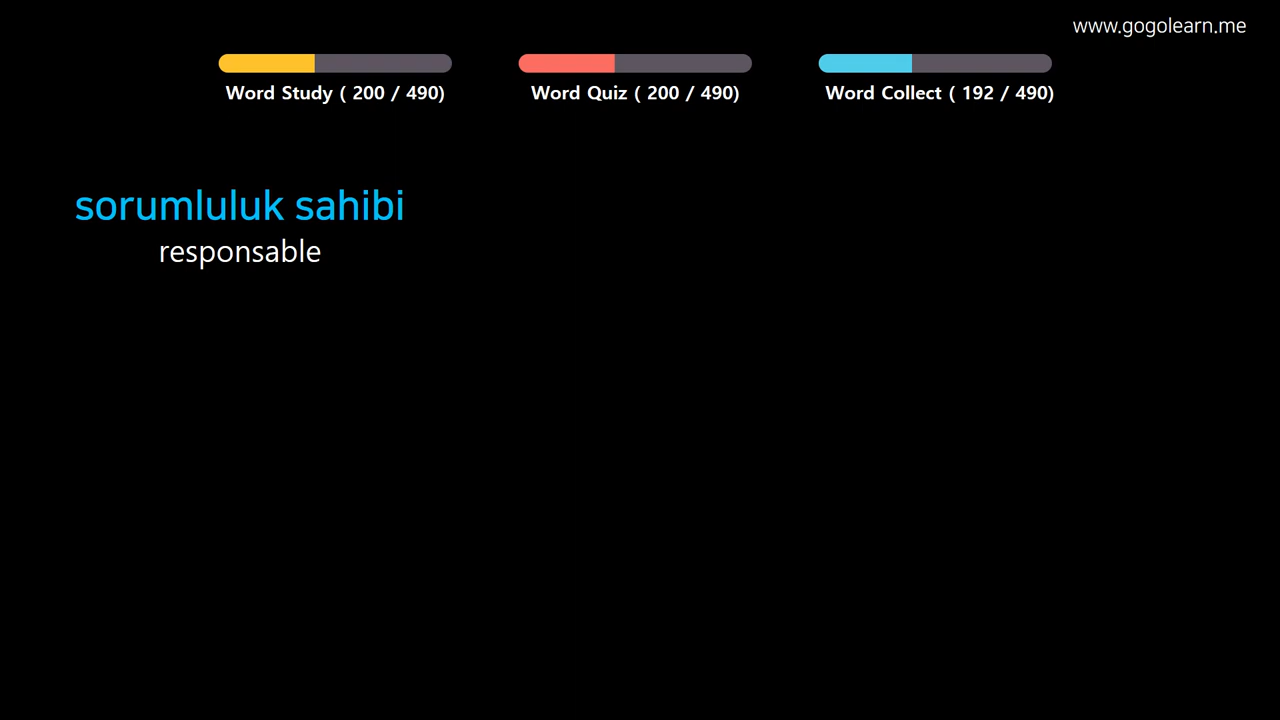 www.gogolearn.me
Word Study ( 200 / 490)
Word Quiz ( 200 / 490)
Word Collect ( 192 / 490)
sorumluluk sahibi
responsable